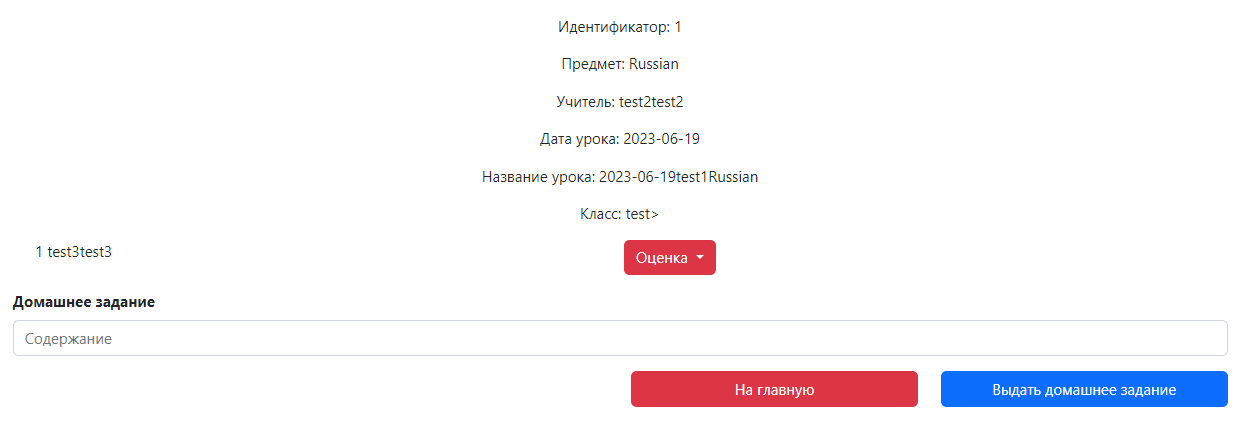 Идентификатор: 1
Предмет: Russian
Учитель: test2test2
Дата урока: 2023-06-19
Название урока: 2023-06-19test1Russian
Класс: test>
1 test3test3 Оценка
Домашнее задание
Содержание
На главную Выдать домашнее задание